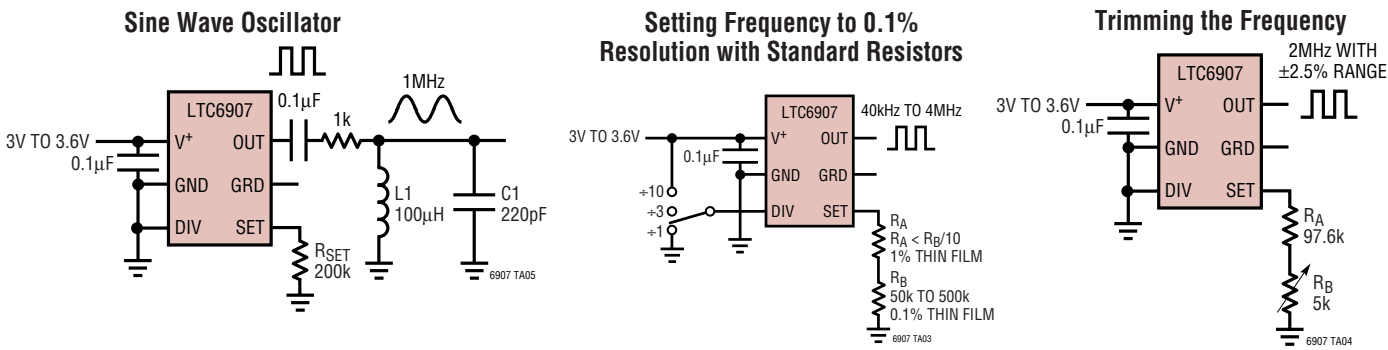 Sine Wave Oscillator
LTC6907
V+
OUT
GND
GRD
DIV
SET
3V TO 3.6V
0.1µF
0.1µF
1k
1MHz
L1
100µH
C1
220pF
RSET
200k
6907 TA05
Setting Frequency to 0.1%
Resolution with Standard Resistors
LTC6907
40kHz TO 4MHz
3V TO 3.6V
V+
OUT
0.1µF
GND
GRD
÷10
÷3
÷1
DIV
SET
RA
RA < RB/10
1% THIN FILM
RB
50k TO 500k
0.1% THIN FILM
6907 TA03
Trimming the Frequency
2MHz WITH
±2.5% RANGE
LTC6907
3V TO 3.6V
V+
OUT
0.1µF
GND
GRD
DIV
SET
RA
97.6k
RB
5k
6907 TA04